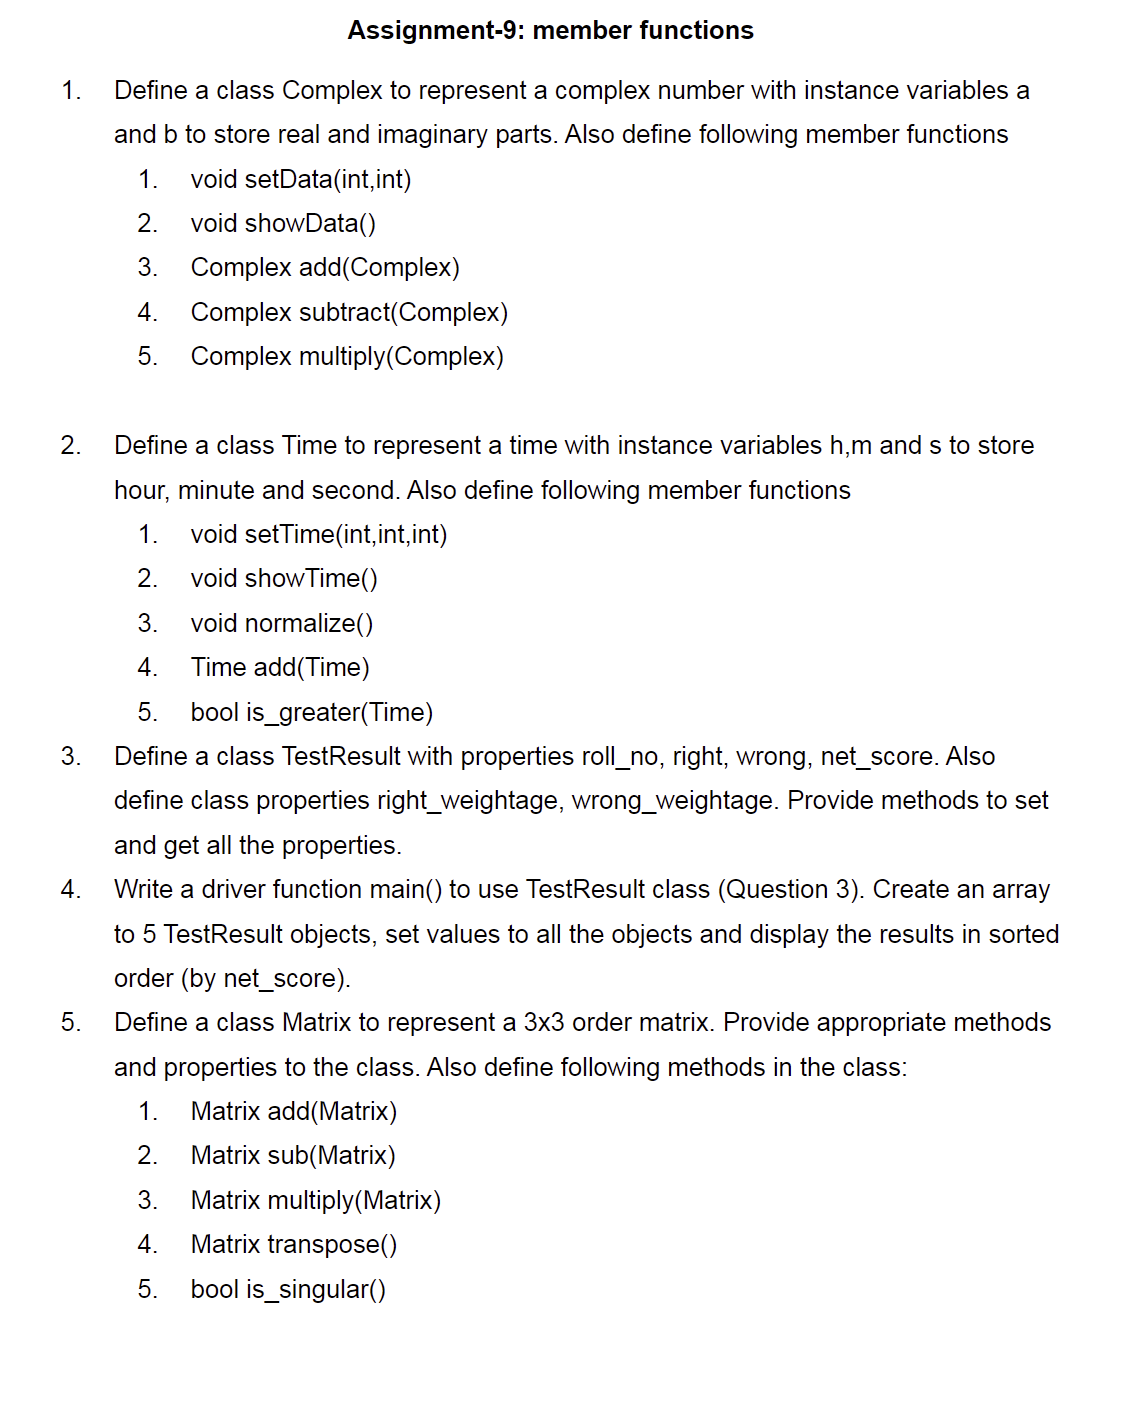 Assignment-9: member functions
1. Define a class Complex to represent a complex number with instance variables a
and b to store real and imaginary parts. Also define following member functions
1. void setData(int,int)
2. void showData()
3. Complex add(Complex)
4. Complex subtract(Complex)
5. Complex multiply(Complex)
2. Define a class Time to represent a time with instance variables h,m and s to store
hour, minute and second. Also define following member functions
1. void setTime(int,int,int)
2. void showTime()
3. void normalize()
4. Time add(Time)
5. bool is_greater(Time)
3. Define a class TestResult with properties roll_no, right, wrong, net_score. Also
define class properties right_weightage, wrong_weightage. Provide methods to set
and get all the properties.
4. Write a driver function main() to use TestResult class (Question 3). Create an array
to 5 TestResult objects, set values to all the objects and display the results in sorted
order (by net_score).
5. Define a class Matrix to represent a 3x3 order matrix. Provide appropriate methods
and properties to the class. Also define following methods in the class:
1. Matrix add(Matrix)
2. Matrix sub(Matrix)
3. Matrix multiply(Matrix)
4. Matrix transpose()
5. bool is_singular()